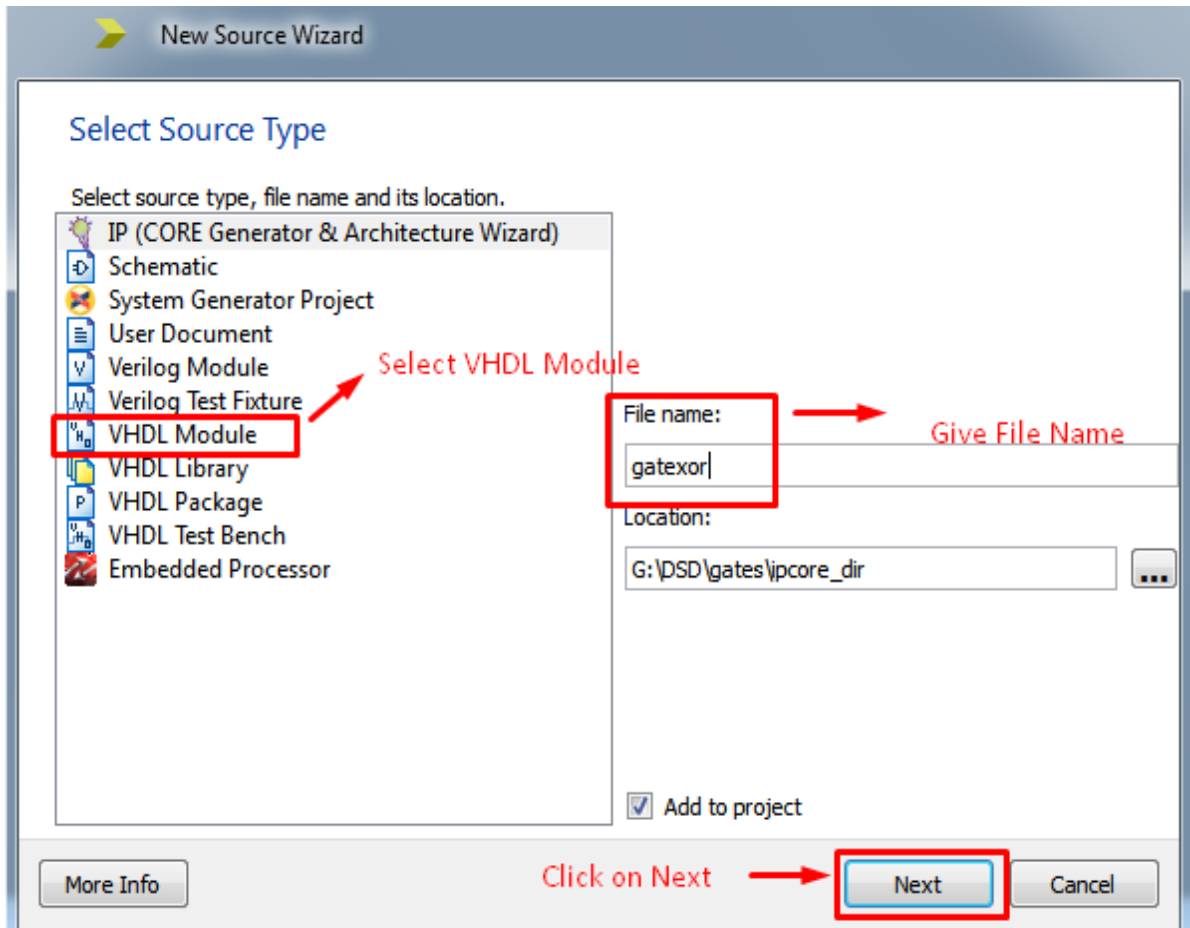 New Source Wizard
Select Source Type
Select source type, file name and its location.
IP (CORE Generator & Architecture Wizard)
Schematic
System Generator Project
User Document
Verilog Module
Verilog Test Fixture
VHDL Module
VHDL Library
VHDL Package
VHDL Test Bench
Embedded Processor
Select VHDL Module
File name:
Give File Name
gatexor
Location:
G:\DSD\gates\ipcore_dir
...
Add to project
More Info
Click on Next
Next
Cancel